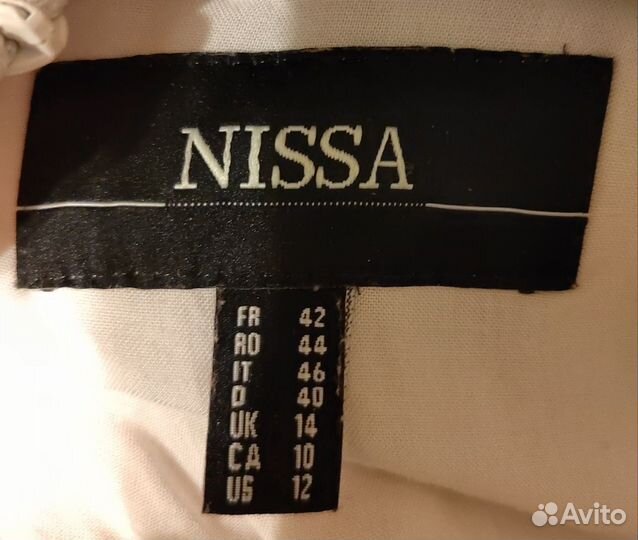 NISSA
FR 42
RO 44
IT 46
D 40
UK 14
CA 10
US 12
Avito